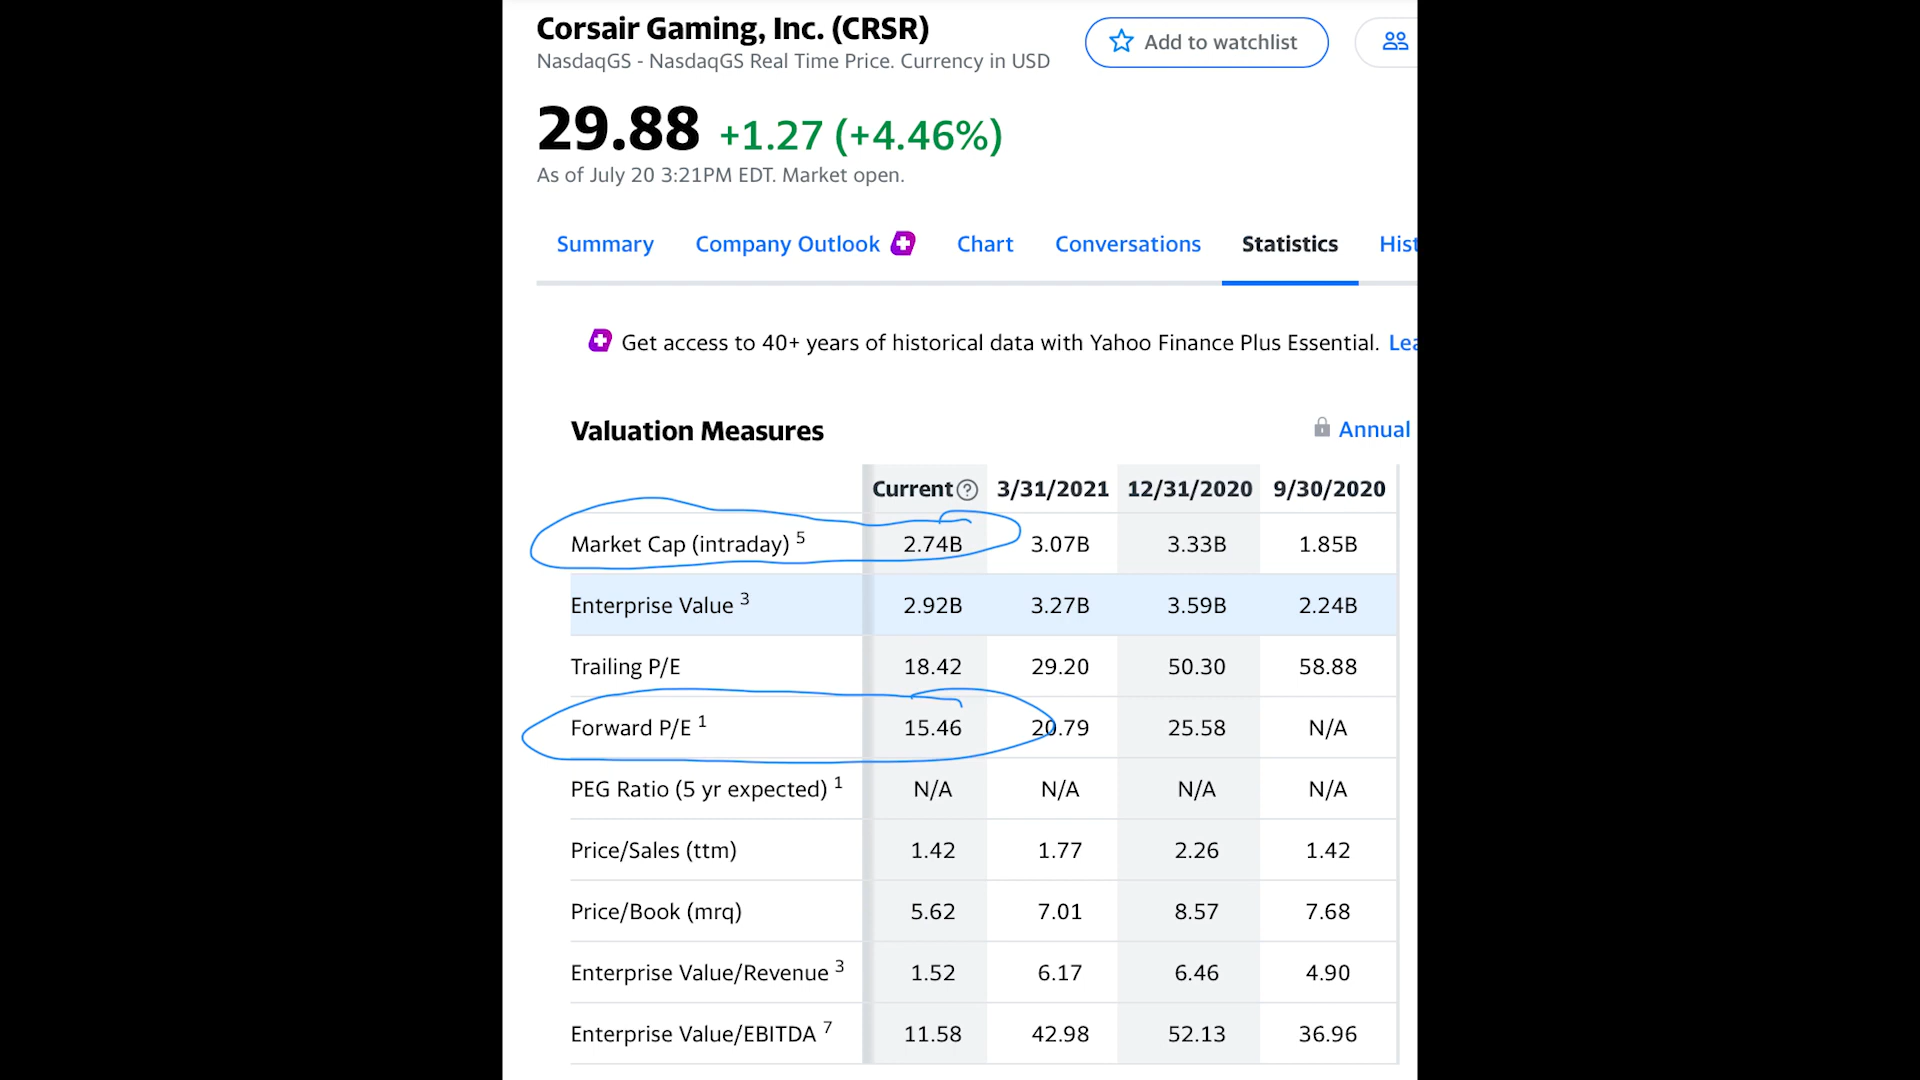 Corsair Gaming, Inc. (CRSR)
NasdaqGS - NasdaqGS Real Time Price. Currency in USD
Add to watchlist
29.88 +1.27 (+4.46%)
As of July 20 3:21PM EDT. Market open.
Summary Company Outlook Chart Conversations Statistics Hist
Get access to 40+ years of historical data with Yahoo Finance Plus Essential. Lea
Valuation Measures Annual
Current 3/31/2021 12/31/2020 9/30/2020
Market Cap (intraday) 5 2.74B 3.07B 3.33B 1.85B
Enterprise Value 3 2.92B 3.27B 3.59B 2.24B
Trailing P/E 18.42 29.20 50.30 58.88
Forward P/E 1 15.46 20.79 25.58 N/A
PEG Ratio (5 yr expected) 1 N/A N/A N/A N/A
Price/Sales (ttm) 1.42 1.77 2.26 1.42
Price/Book (mrq) 5.62 7.01 8.57 7.68
Enterprise Value/Revenue 3 1.52 6.17 6.46 4.90
Enterprise Value/EBITDA 7 11.58 42.98 52.13 36.96